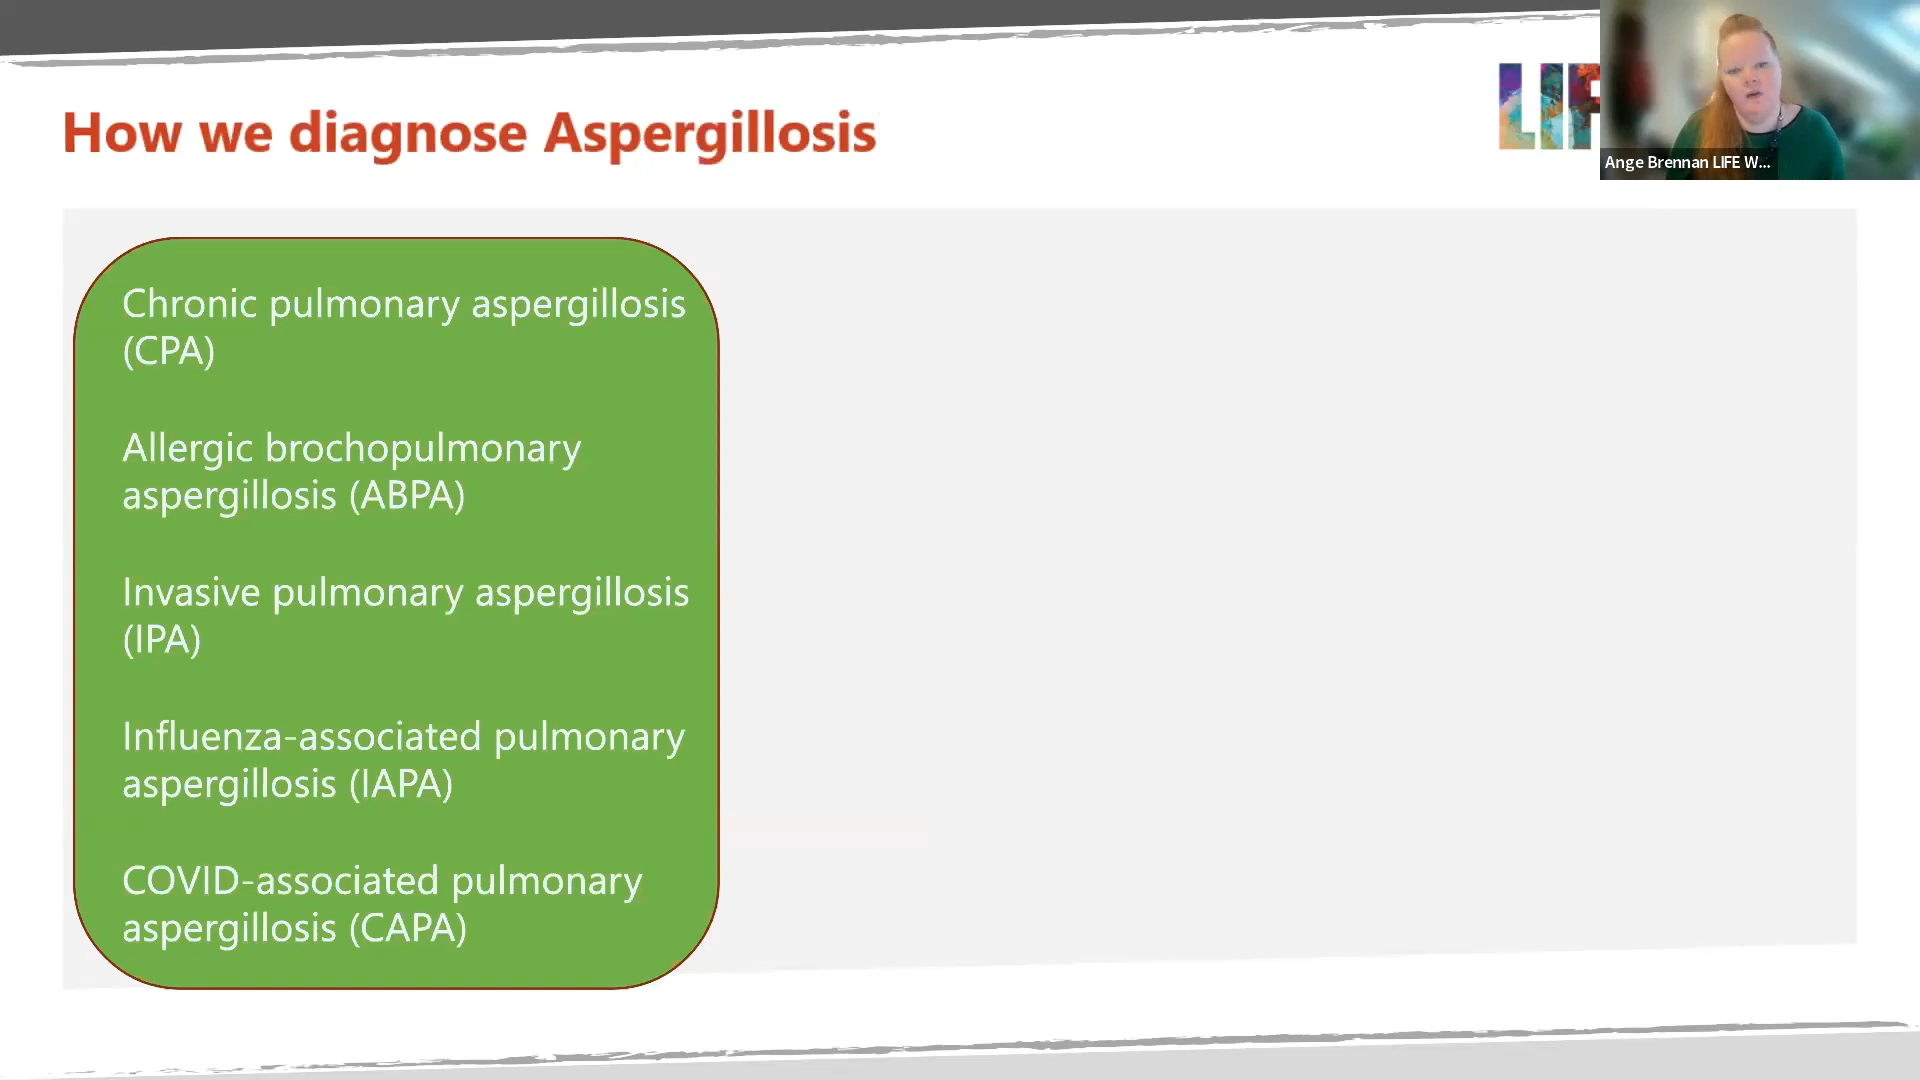 How we diagnose Aspergillosis
LIF
Ange Brennan LIFE W...
Chronic pulmonary aspergillosis
(CPA)
Allergic brochopulmonary
aspergillosis (ABPA)
Invasive pulmonary aspergillosis
(IPA)
Influenza-associated pulmonary
aspergillosis (IAPA)
COVID-associated pulmonary
aspergillosis (CAPA)